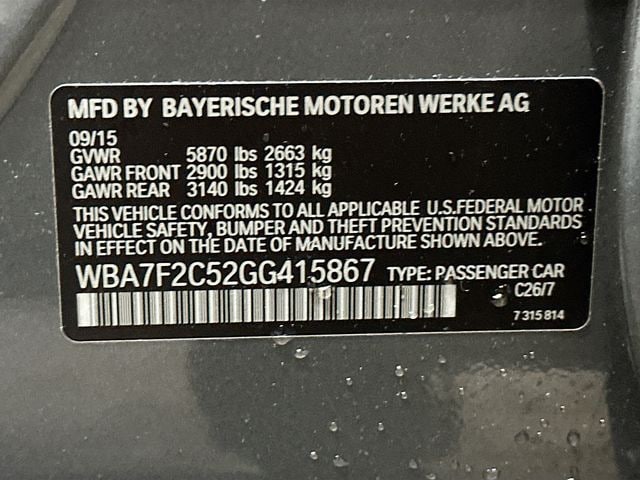 MFD BY BAYERISCHE MOTOREN WERKE AG
09/15
GVWR 5870 lbs 2663 kg
GAWR FRONT 2900 lbs 1315 kg
GAWR REAR 3140 lbs 1424 kg
THIS VEHICLE CONFORMS TO ALL APPLICABLE U.S.FEDERAL MOTOR
VEHICLE SAFETY, BUMPER AND THEFT PREVENTION STANDARDS
IN EFFECT ON THE DATE OF MANUFACTURE SHOWN ABOVE.
WBA7F2C52GG415867 TYPE: PASSENGER CAR
C26/7
7 315 814